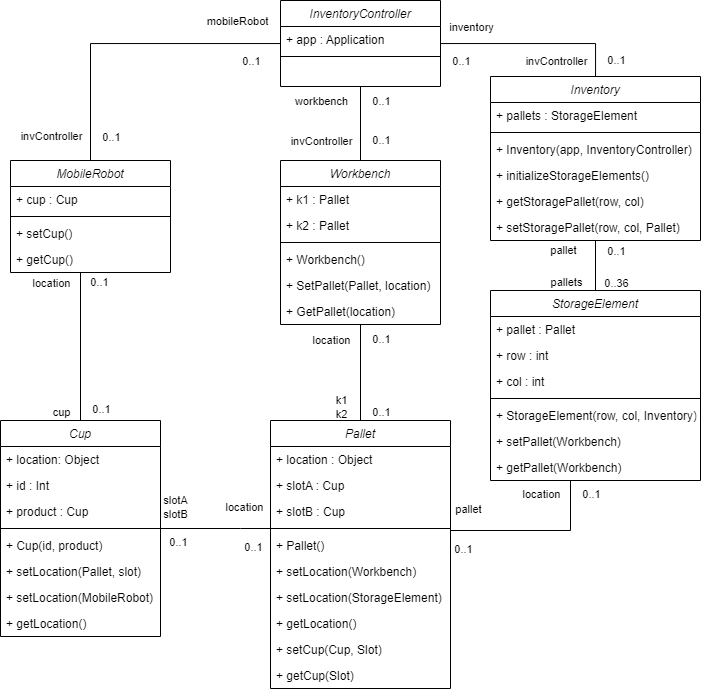 InventoryController
+ app : Application
mobileRobot
0..1
inventory
0..1
workbench
0..1
invController
0..1
invController
0..1
invController
0..1
MobileRobot
+ cup : Cup
+ setCup()
+ getCup()
location
0..1
Workbench
+ k1 : Pallet
+ k2 : Pallet
+ Workbench()
+ SetPallet(Pallet, location)
+ GetPallet(location)
location
0..1
Inventory
+ pallets : StorageElement
+ Inventory(app, InventoryController)
+ initializeStorageElements()
+ getStoragePallet(row, col)
+ setStoragePallet(row, col, Pallet)
pallet
0..1
pallets
0..36
StorageElement
+ pallet : Pallet
+ row : int
+ col : int
+ StorageElement(row, col, Inventory)
+ setPallet(Workbench)
+ getPallet(Workbench)
location
0..1
cup
0..1
Cup
+ location: Object
+ id : Int
+ product : Cup
+ Cup(id, product)
+ setLocation(Pallet, slot)
+ setLocation(MobileRobot)
+ getLocation()
slotA
slotB
0..1
location
0..1
k1
k2
0..1
Pallet
+ location : Object
+ slotA : Cup
+ slotB : Cup
+ Pallet()
+ setLocation(Workbench)
+ setLocation(StorageElement)
+ getLocation()
+ setCup(Cup, Slot)
+ getCup(Slot)
pallet
0..1